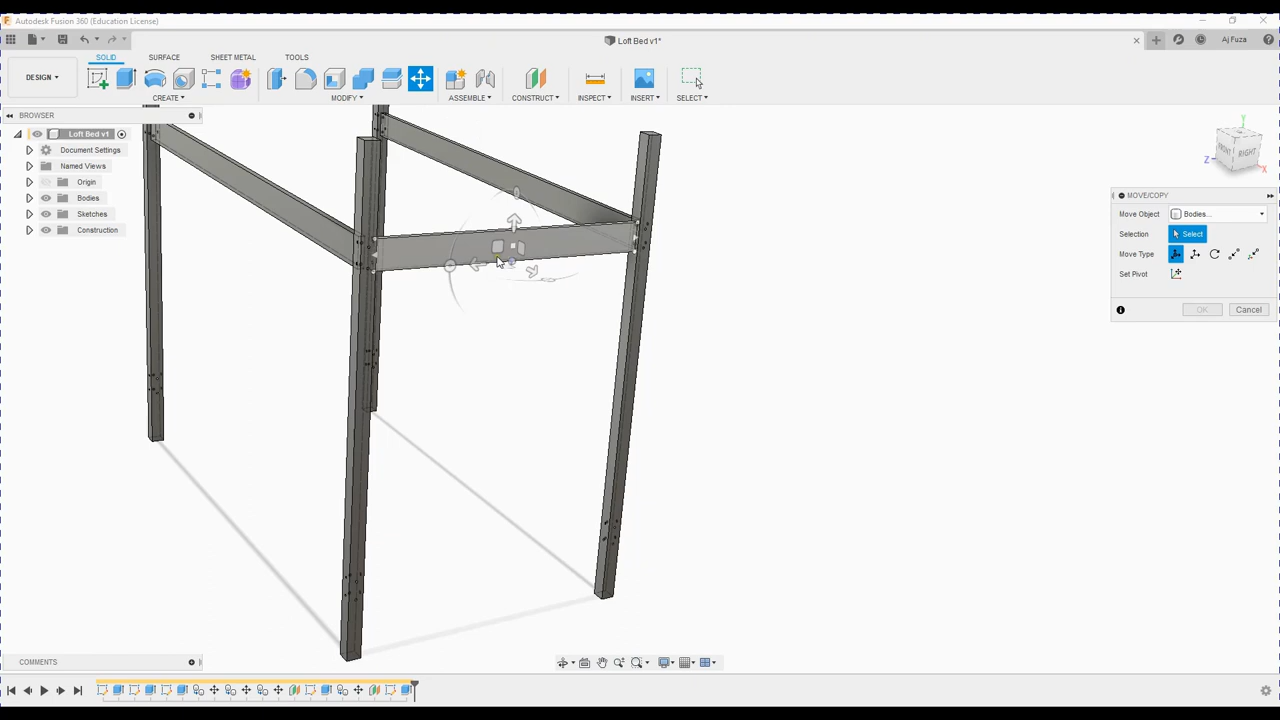 Autodesk Fusion 360 (Education License)
Loft Bed v1*
Aj Fuza
SOLID SURFACE SHEET METAL TOOLS
DESIGN
CREATE MODIFY ASSEMBLE CONSTRUCT INSPECT INSERT SELECT
BROWSER
Loft Bed v1
Document Settings
Named Views
Origin
Bodies
Sketches
Construction
FRONT RIGHT
Y
Z
X
MOVE/COPY
Move Object Bodies...
Selection Select
Move Type
Set Pivot
OK Cancel
COMMENTS